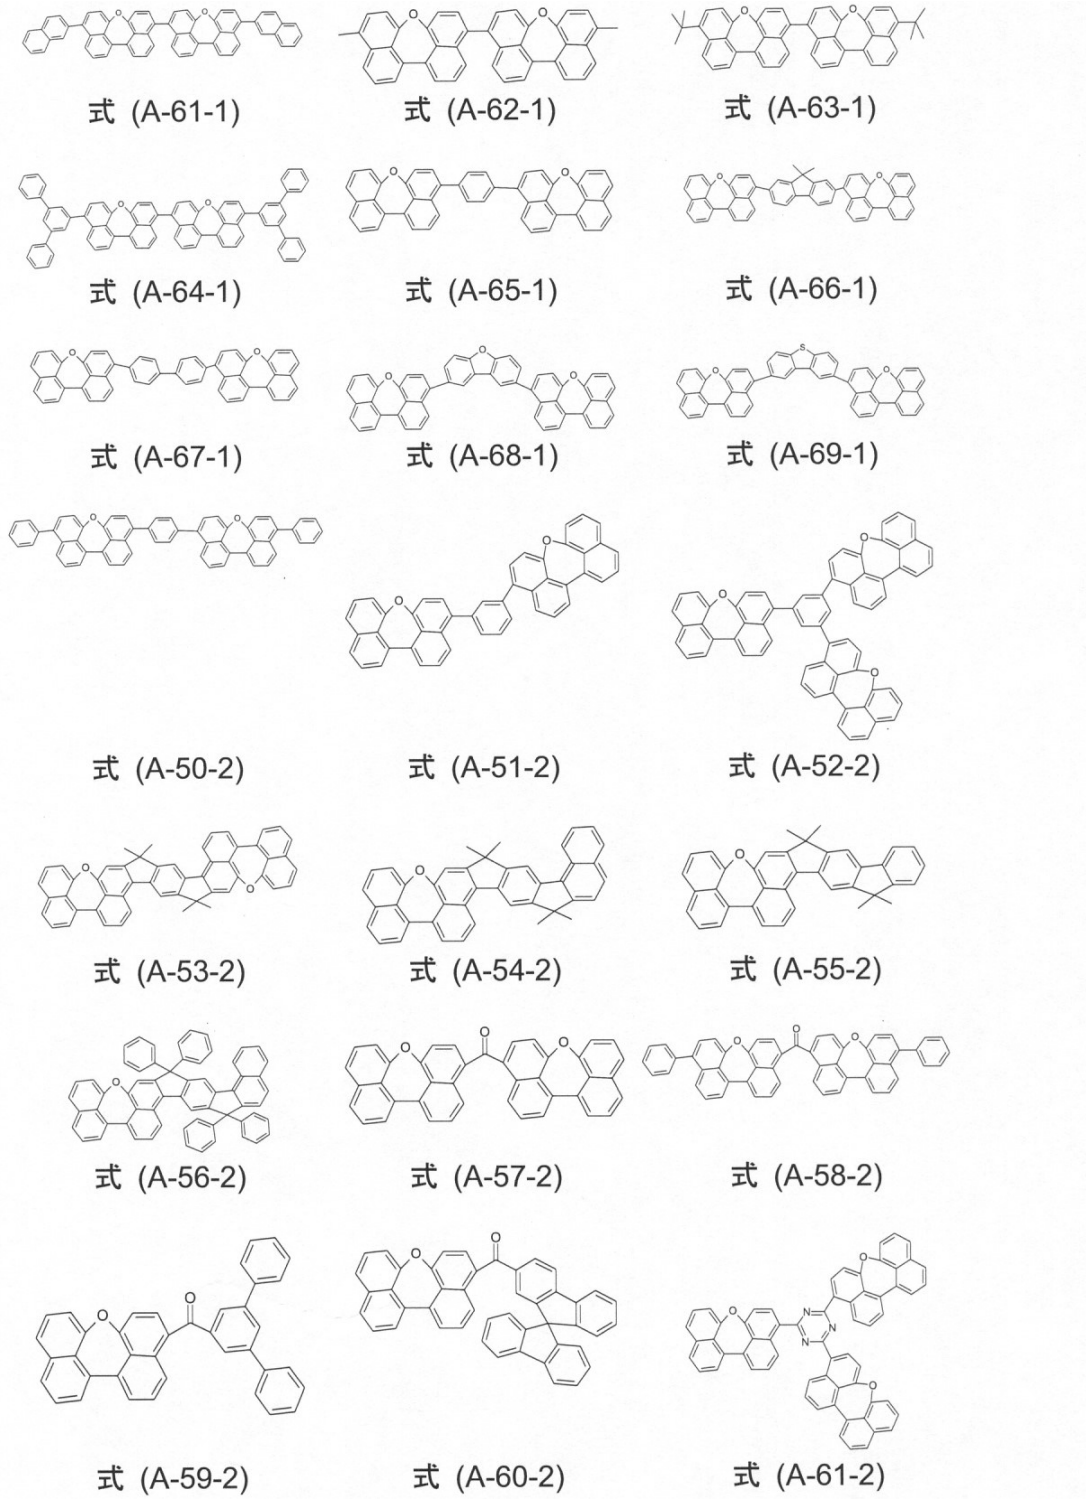 O O
O O
O O
式 (A-61-1) 式 (A-62-1) 式 (A-63-1)
O O
O O
O O
式 (A-64-1) 式 (A-65-1) 式 (A-66-1)
O O
O O O
O S O
式 (A-67-1) 式 (A-68-1) 式 (A-69-1)
O O
O O
O O O
式 (A-50-2) 式 (A-51-2) 式 (A-52-2)
O O
O
O
式 (A-53-2) 式 (A-54-2) 式 (A-55-2)
O
O O O
O O O
式 (A-56-2) 式 (A-57-2) 式 (A-58-2)
O O
O O
O O N N N O
式 (A-59-2) 式 (A-60-2) 式 (A-61-2)